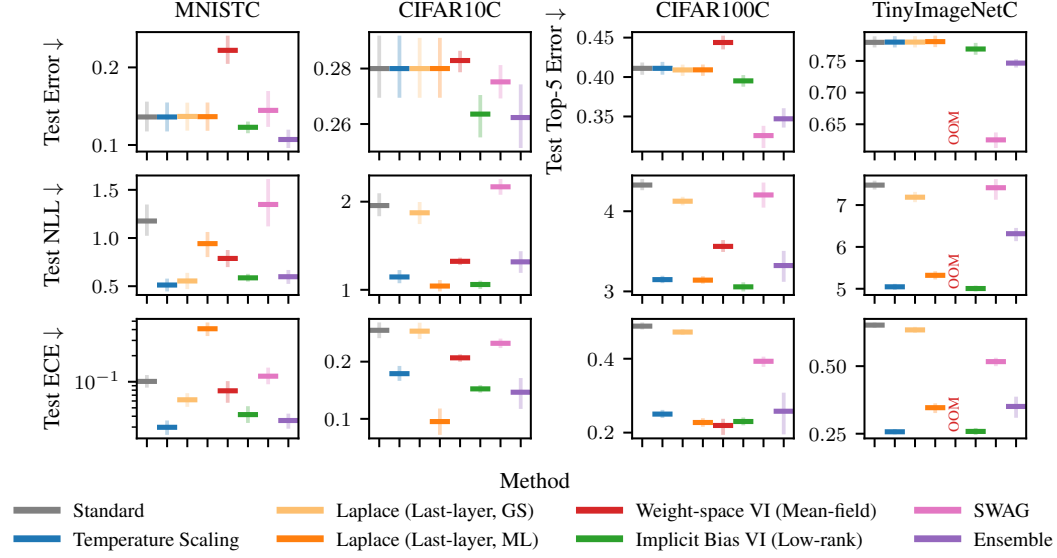 MNISTC CIFAR10C CIFAR100C TinyImageNetC
Test Error ↓
0.2
0.1
0.28
0.26
Test Top-5 Error ↓
0.45
0.40
0.35
0.75
0.70
0.65
OOM
Test NLL ↓
1.5
1.0
0.5
2
1
4
3
7
6
5
OOM
Test ECE ↓
10⁻¹
0.2
0.1
0.4
0.2
0.50
0.25
OOM
Method
Standard Laplace (Last-layer, GS) Weight-space VI (Mean-field) SWAG
Temperature Scaling Laplace (Last-layer, ML) Implicit Bias VI (Low-rank) Ensemble